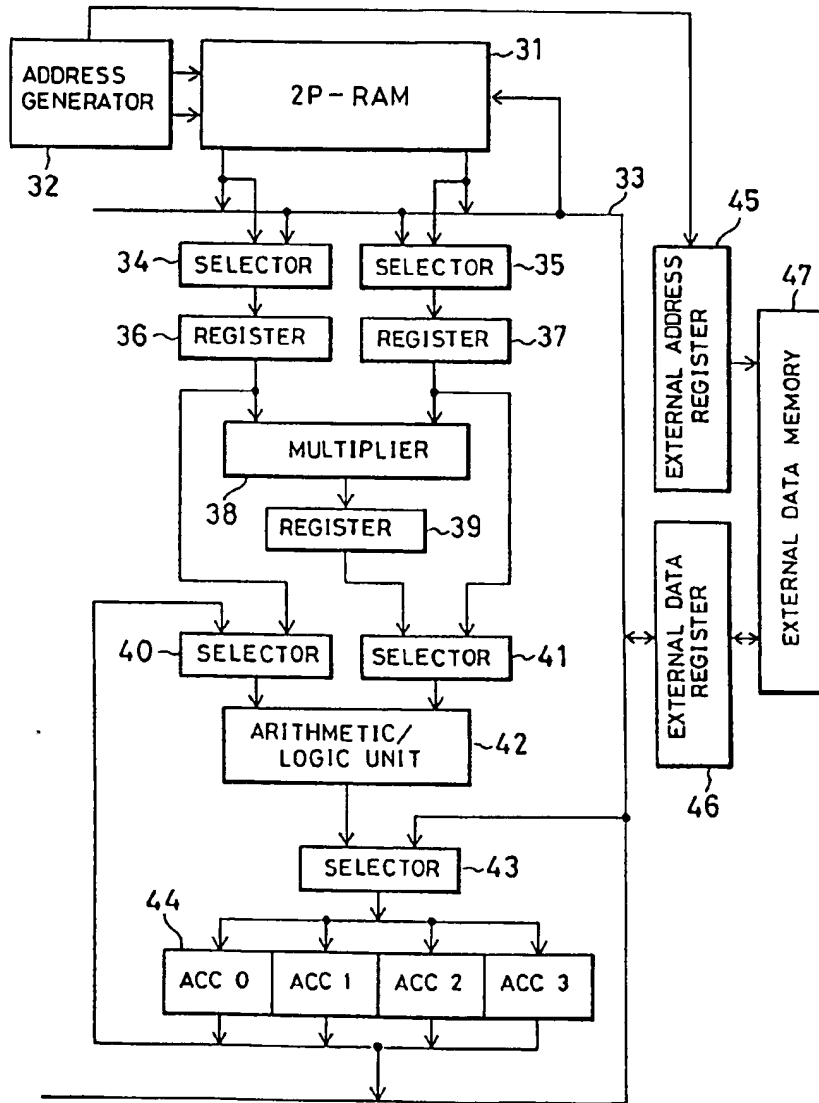 31
ADDRESS
GENERATOR
2P-RAM
32
33
45
34
SELECTOR
SELECTOR
35
47
36
REGISTER
REGISTER
37
EXTERNAL ADDRESS
REGISTER
EXTERNAL DATA MEMORY
MULTIPLIER
38
REGISTER
39
EXTERNAL DATA
REGISTER
40
SELECTOR
SELECTOR
41
ARITHMETIC/
LOGIC UNIT
42
46
SELECTOR
43
44
ACC 0
ACC 1
ACC 2
ACC 3